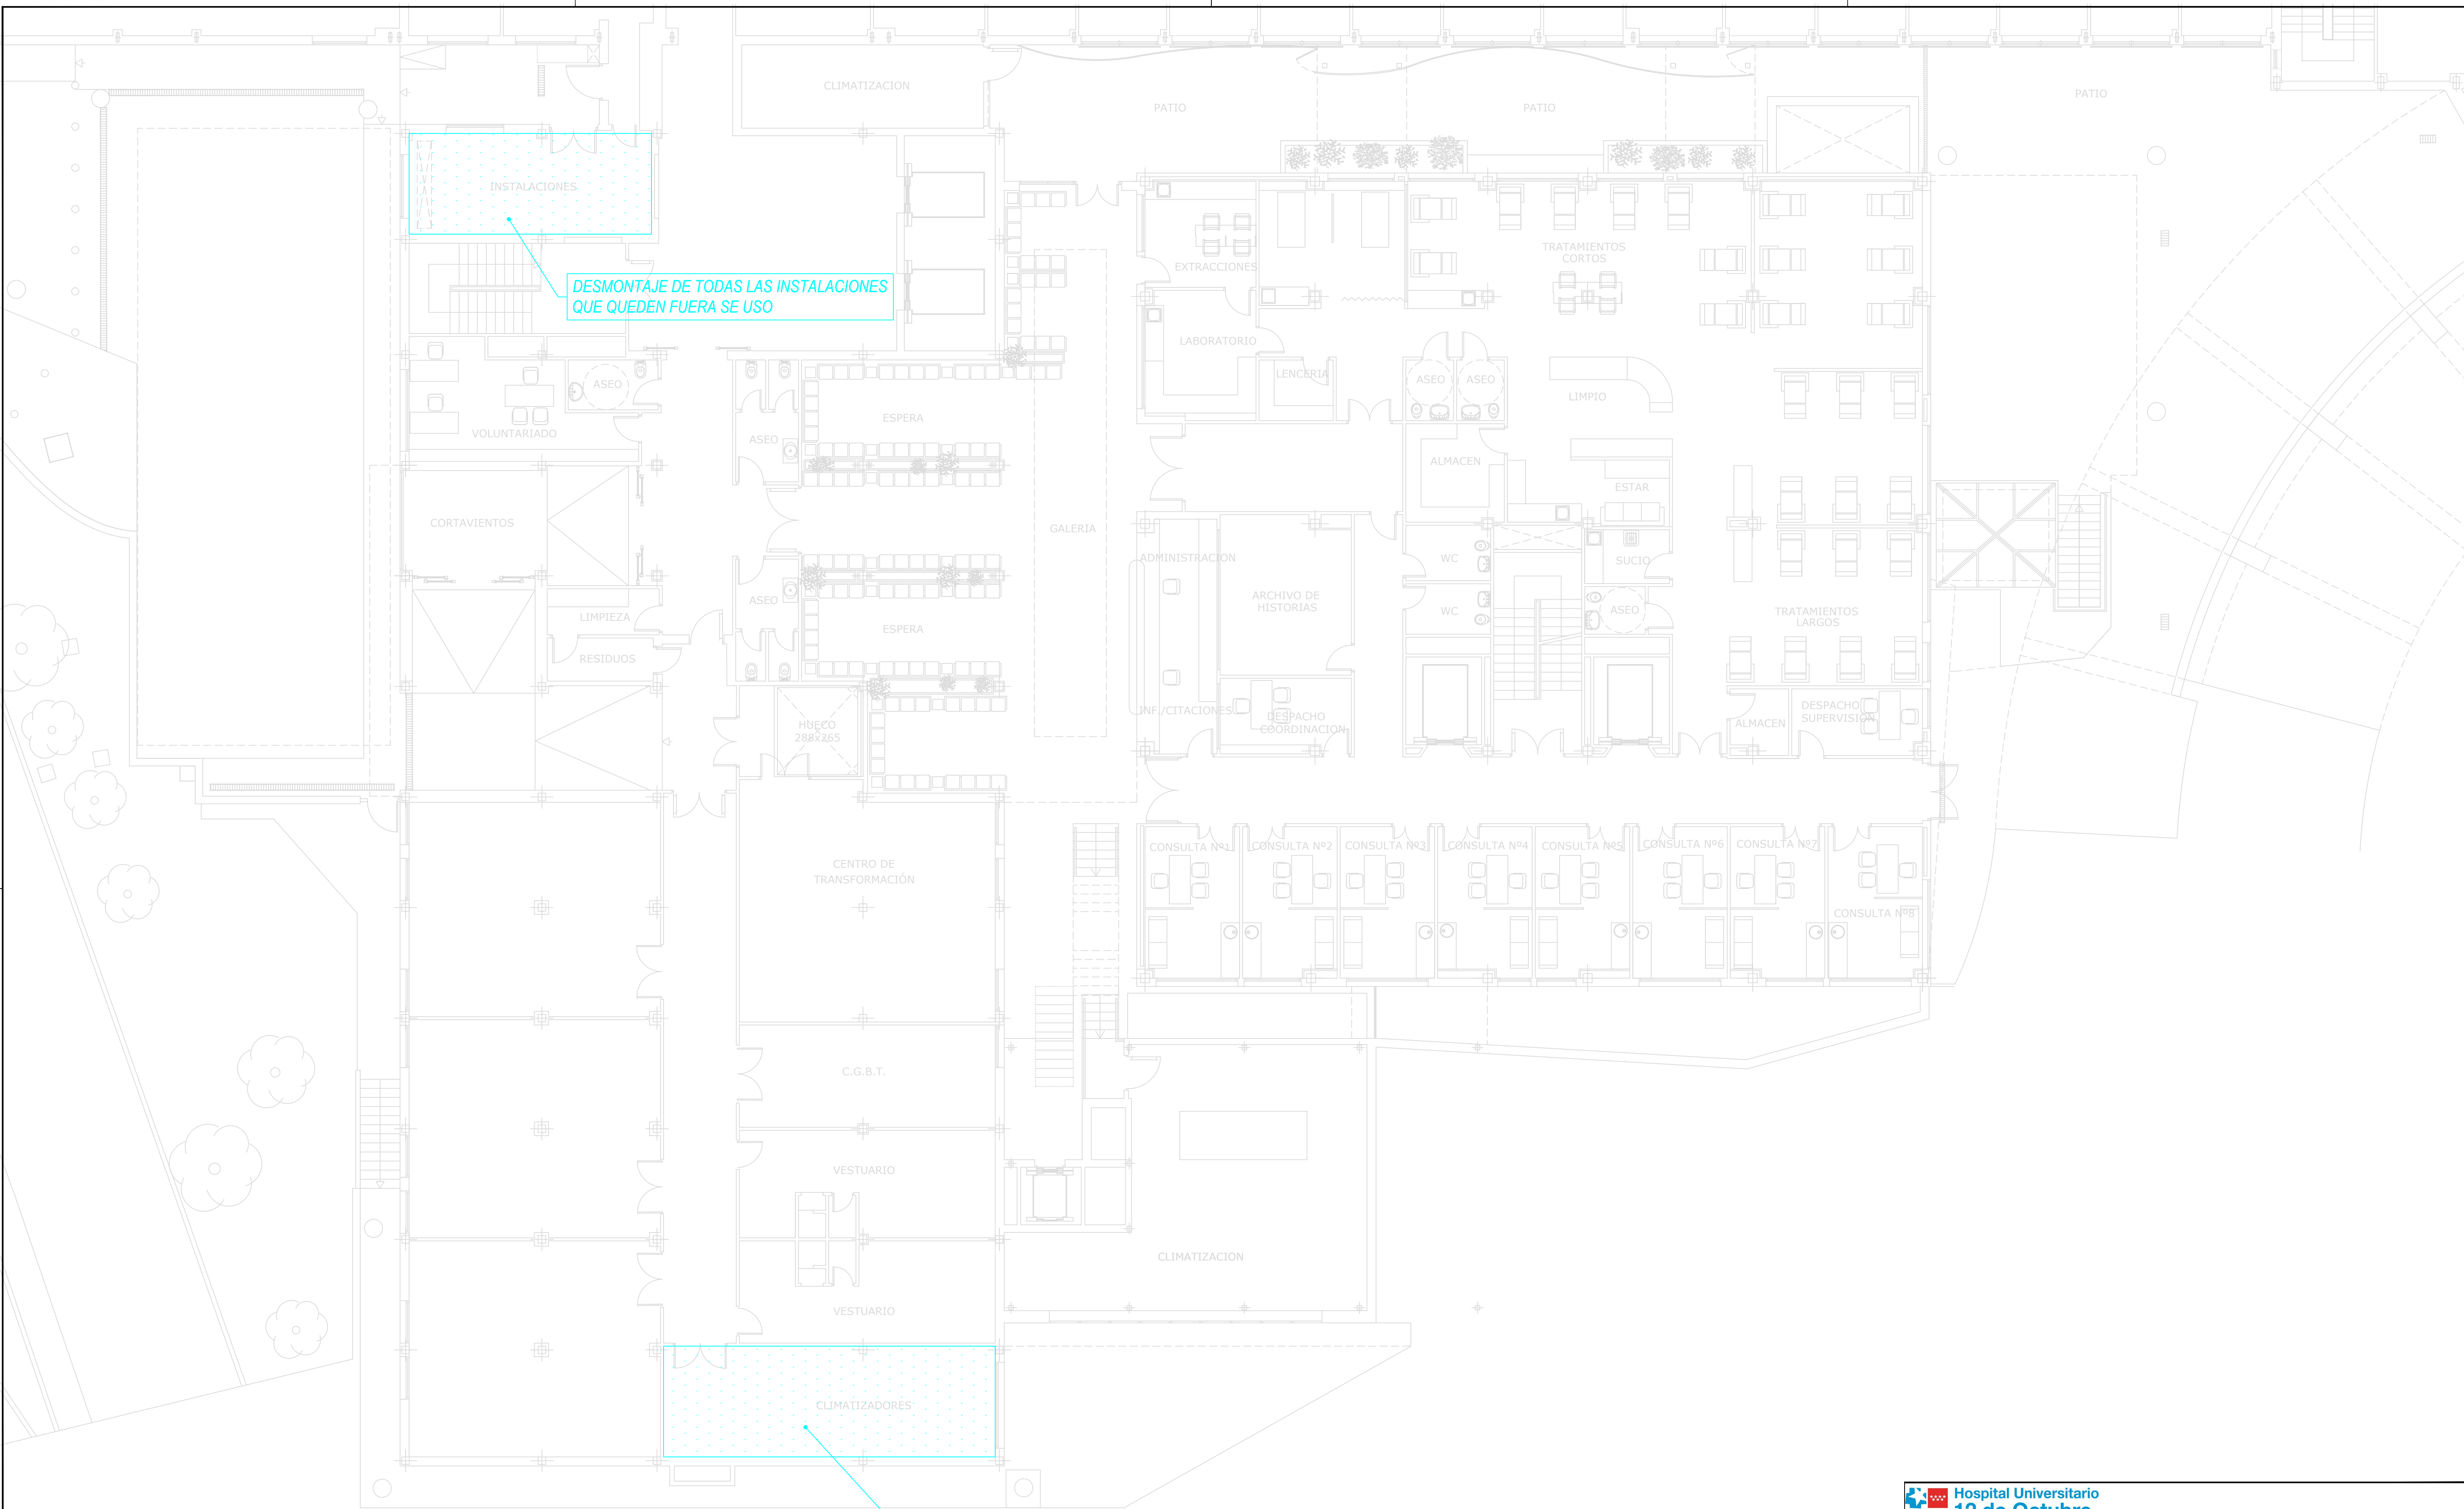 CLIMATIZACION
PATIO
PATIO
PATIO
INSTALACIONES
DESMONTAJE DE TODAS LAS INSTALACIONES
QUE QUEDEN FUERA SE USO
EXTRACCIONES
TRATAMIENTOS
CORTOS
LABORATORIO
LENCERIA
ASEO
ASEO
ASEO
LIMPIO
VOLUNTARIADO
ESPERA
ASEO
ALMACEN
ESTAR
CORTAVIENTOS
GALERIA
ADMINISTRACION
WC
SUCIO
ARCHIVO DE
HISTORIAS
ASEO
LIMPIEZA
ESPERA
WC
ASEO
TRATAMIENTOS
LARGOS
RESIDUOS
INF./CITACIONES
DESPACHO
COORDINACION
HUECO
288x265
ALMACEN
DESPACHO
SUPERVISION
CENTRO DE
TRANSFORMACIÓN
CONSULTA Nº1
CONSULTA Nº2
CONSULTA Nº3
CONSULTA Nº4
CONSULTA Nº5
CONSULTA Nº6
CONSULTA Nº7
CONSULTA Nº8
C.G.B.T.
VESTUARIO
CLIMATIZACION
VESTUARIO
CLIMATIZADORES
Hospital Universitario
12 de Octubre